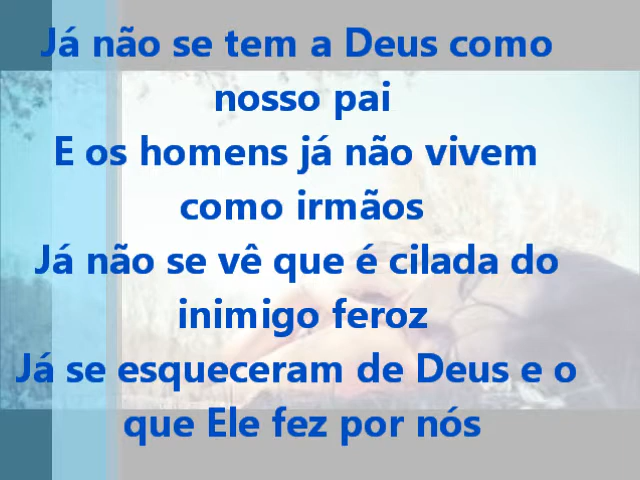 Já não se tem a Deus como
nosso pai
E os homens já não vivem
como irmãos
Já não se vê que é cilada do
inimigo feroz
Já se esqueceram de Deus e o
que Ele fez por nós